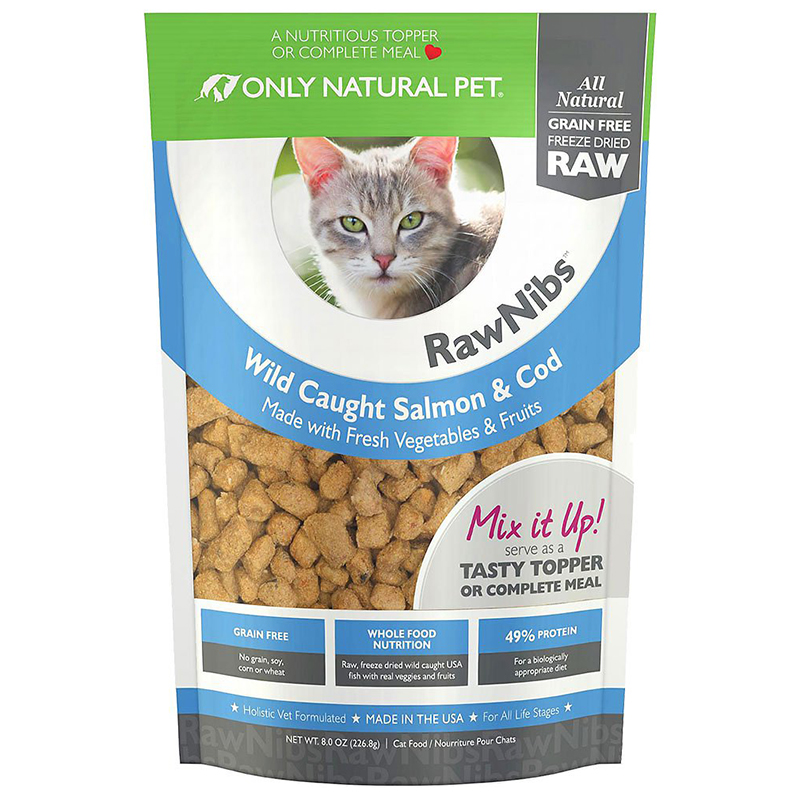 A NUTRITIOUS TOPPER
OR COMPLETE MEAL
ONLY NATURAL PET®
All
Natural
GRAIN FREE
FREEZE DRIED
RAW
RawNibs™
Wild Caught Salmon & Cod
Made with Fresh Vegetables & Fruits
Mix it Up!
serve as a
TASTY TOPPER
OR COMPLETE MEAL
GRAIN FREE
No grain, soy,
corn or wheat
WHOLE FOOD
NUTRITION
Raw, freeze dried wild caught USA
fish with real veggies and fruits
49% PROTEIN
For a biologically
appropriate diet
★ Holistic Vet Formulated ★ MADE IN THE USA ★ For All Life Stages ★
RawNibs
NET WT. 8.0 OZ (226.8g) | Cat Food / Nourriture Pour Chats
RawNibsRawNibs